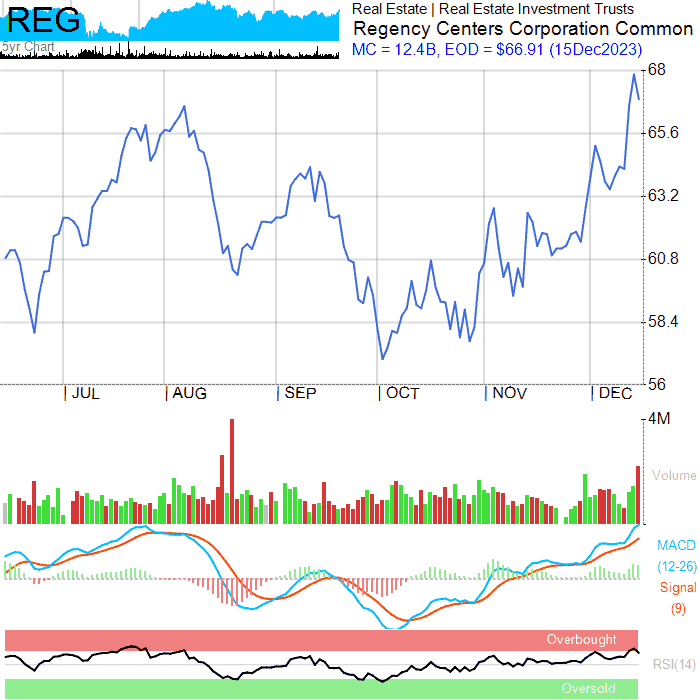 REG
5yr Chart
Real Estate | Real Estate Investment Trusts
Regency Centers Corporation Common
MC = 12.4B, EOD = $66.91 (15Dec2023)
68
65.6
63.2
60.8
58.4
56
| JUL | AUG | SEP | OCT | NOV | DEC
4M
Volume
MACD
(12-26)
Signal
(9)
Overbought
RSI(14)
Oversold